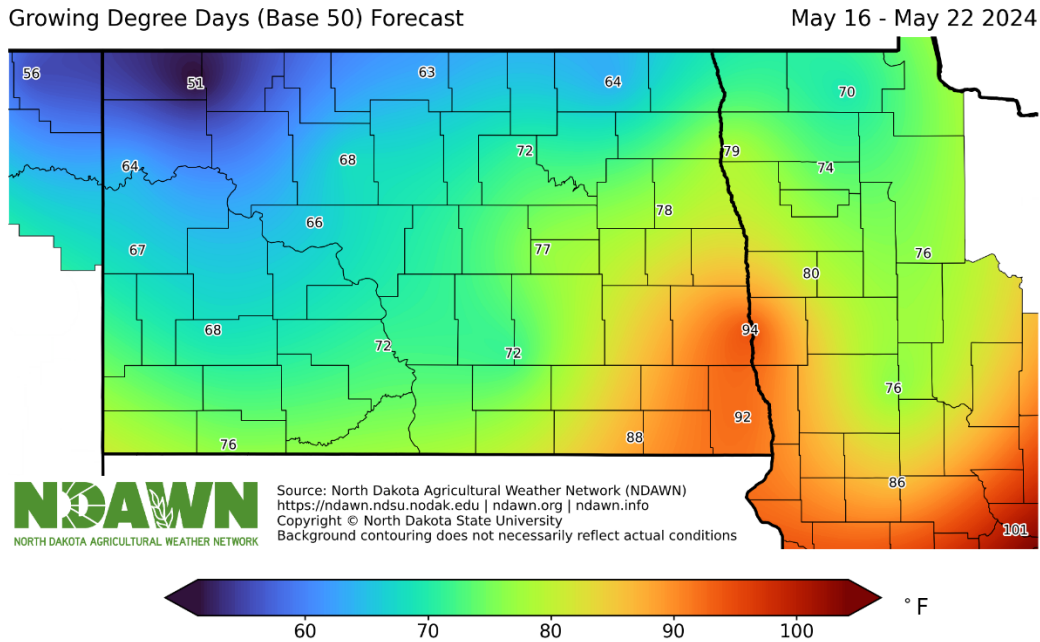 Growing Degree Days (Base 50) Forecast
May 16 - May 22 2024
56
51
63
64
70
64
68
72
79
74
66
78
67
77
76
80
68
72
72
94
76
76
88
92
86
101
NDAWN
NORTH DAKOTA AGRICULTURAL WEATHER NETWORK
Source: North Dakota Agricultural Weather Network (NDAWN)
https://ndawn.ndsu.nodak.edu | ndawn.org | ndawn.info
Copyright © North Dakota State University
Background contouring does not necessarily reflect actual conditions
60 70 80 90 100
°F